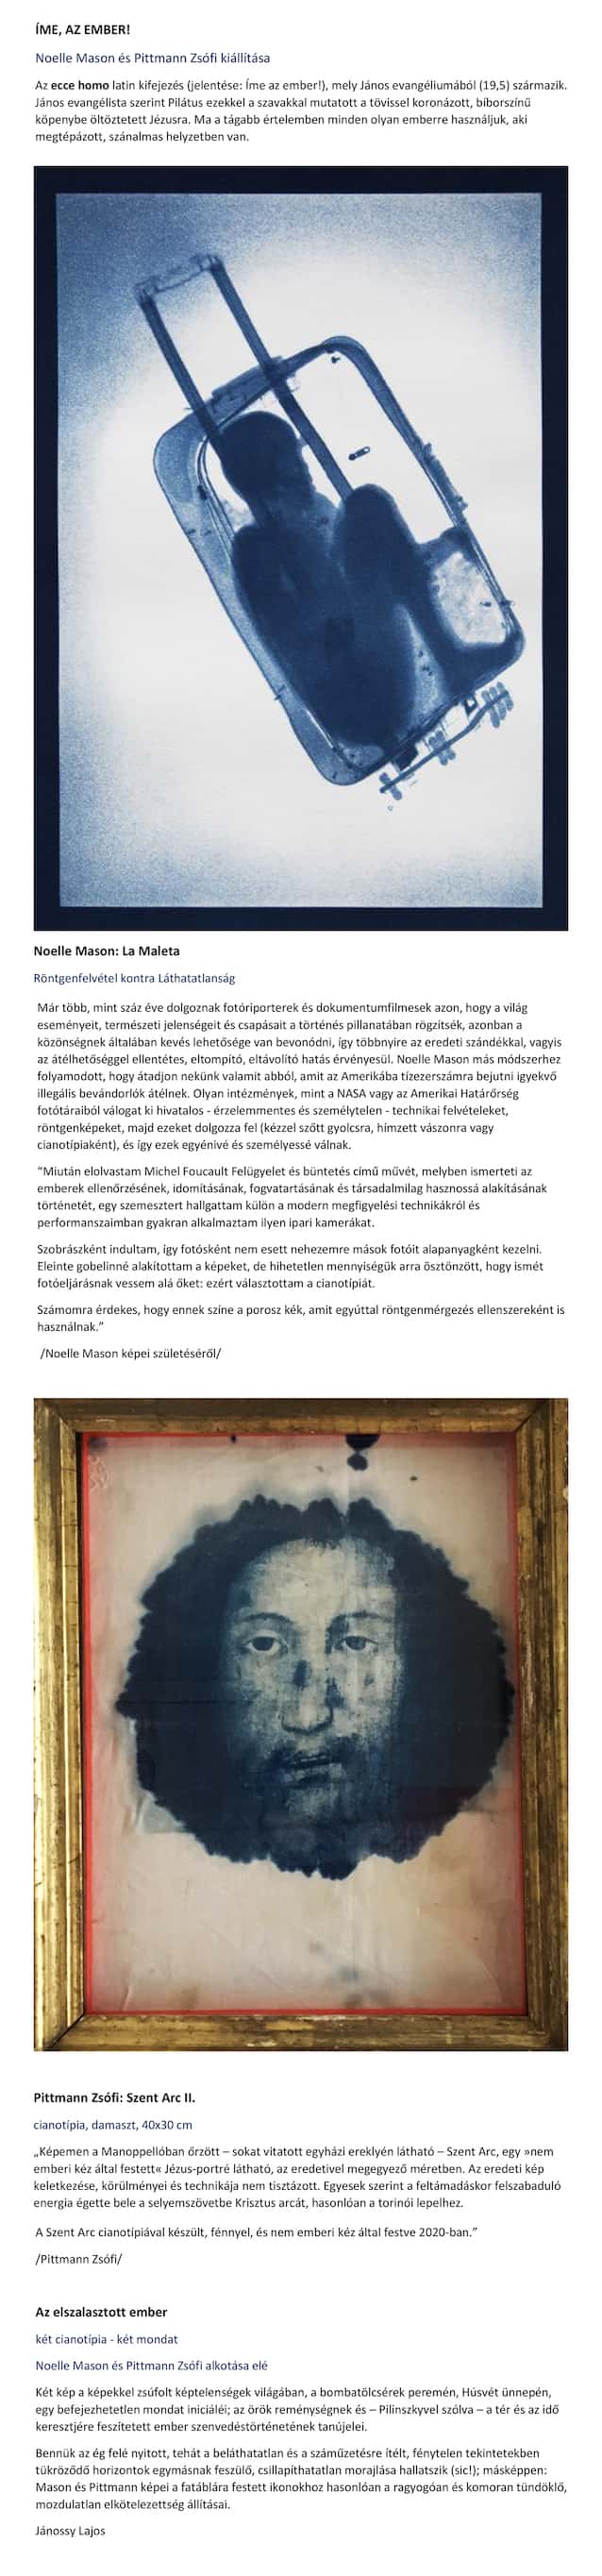 ÍME, AZ EMBER!
Noelle Mason és Pittmann Zsófi kiállítása
Az ecce homo latin kifejezés (jelentése: Íme az ember!), mely János evangéliumából (19,5) származik.
János evangélista szerint Pilátus ezekkel a szavakkal mutatott a tövissel koronázott, bíborszínű
köpenybe öltöztetett Jézusra. Ma a tágabb értelemben minden olyan emberre használjuk, aki
megtépázott, szánalmas helyzetben van.
Noelle Mason: La Maleta
Röntgenfelvétel kontra Láthatatlanság
Már több, mint száz éve dolgoznak fotóriporterek és dokumentumfilmesek azon, hogy a világ
eseményeit, természeti jelenségeit és csapásait a történés pillanatában rögzítsék, azonban a
közönségnek általában kevés lehetősége van bevonódni, így többnyire az eredeti szándékkal, vagyis
az átélhetőséggel ellentétes, eltompító, eltávolító hatás érvényesül. Noelle Mason más módszerhez
folyamodott, hogy átadjon nekünk valamit abból, amit az Amerikába tízezerszámra bejutni igyekvő
illegális bevándorlók átélnek. Olyan intézmények, mint a NASA vagy az Amerikai Határőrség
fotótáraiból válogat ki hivatalos - érzelemmentes és személytelen - technikai felvételeket,
röntgenképeket, majd ezeket dolgozza fel (kézzel szőtt gyolcsra, hímzett vászonra vagy
cianotípiaként), és így ezek egyénivé és személyessé válnak.
"Miután elolvastam Michel Foucault Felügyelet és büntetés című művét, melyben ismerteti az
emberek ellenőrzésének, idomításának, fogvatartásának és társadalmilag hasznossá alakításának
történetét, egy szemesztert hallgattam külön a modern megfigyelési technikákról és
performanszaimban gyakran alkalmaztam ilyen ipari kamerákat.
Szobrászként indultam, így fotósként nem esett nehezemre mások fotóit alapanyagként kezelni.
Eleinte gobelinné alakítottam a képeket, de hihetetlen mennyiségük arra ösztönzött, hogy ismét
fotóeljárásnak vessem alá őket: ezért választottam a cianotípiát.
Számomra érdekes, hogy ennek színe a porosz kék, amit egyúttal röntgenmérgezés ellenszereként is
használnak."
/Noelle Mason képei születéséről/
Pittmann Zsófi: Szent Arc II.
cianotípia, damaszt, 40x30 cm
„Képemen a Manoppellóban őrzött – sokat vitatott egyházi ereklyén látható – Szent Arc, egy »nem
emberi kéz által festett« Jézus-portré látható, az eredetivel megegyező méretben. Az eredeti kép
keletkezése, körülményei és technikája nem tisztázott. Egyesek szerint a feltámadáskor felszabaduló
energia égette bele a selyemszövetbe Krisztus arcát, hasonlóan a torinói lepelhez.
A Szent Arc cianotípiával készült, fénnyel, és nem emberi kéz által festve 2020-ban.”
/Pittmann Zsófi/
Az elszalasztott ember
két cianotípia - két mondat
Noelle Mason és Pittmann Zsófi alkotása elé
Két kép a képekkel zsúfolt képtelenségek világában, a bombatölcsérek peremén, Húsvét ünnepén,
egy befejezhetetlen mondat iniciáléi; az örök reménységnek és – Pilinszkyvel szólva – a tér és az idő
keresztjére feszített ember szenvedéstörténetének tanújelei.
Bennük az ég felé nyitott, tehát a beláthatatlan és a száműzetésre ítélt, fénytelen tekintetekben
tükröződő horizontok egymásnak feszülő, csillapíthatatlan morajlása hallatszik (sic!); másképpen:
Mason és Pittmann képei a fatáblára festett ikonokhoz hasonlóan a ragyogóan és komoran tündöklő,
mozdulatlan elkötelezettség állításai.
Jánossy Lajos